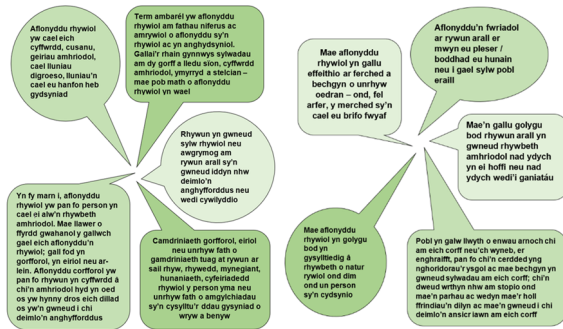 Aflonyddu rhywiol
yw cael eich
cyffwrdd, cusanu,
geiriau amhriodol,
cael lluniau
digroeso, lluniau'n
cael eu hanfon heb
gydsyniad
Term ambarél yw aflonyddu
rhywiol am fathau niferus ac
amrywiol o aflonyddu sy'n
rhywiol ac yn anghydsyniol.
Gallai'r rhain gynnwys sylwadau
am dy gorff a lledu sïon, cyffwrdd
amhriodol, ymyrryd a stelcian –
mae pob math o aflonyddu
rhywiol yn wael
Rhywun yn gwneud
sylw rhywiol neu
awgrymog am
rywun arall sy'n
gwneud iddyn nhw
deimlo'n
anghyfforddus neu
wedi cywilyddio
Yn fy marn i, aflonyddu
rhywiol yw pan fo person yn
cael ei alw'n rhywbeth
amhriodol. Mae llawer o
ffyrdd gwahanol y gallwch
gael eich aflonyddu'n
rhywiol; gall fod yn
gorfforol, yn eiriol neu ar-
lein. Aflonyddu corfforol yw
pan fo rhywun yn cyffwrdd â
chi'n amhriodol hyd yn oed
os yw hynny dros eich dillad
os yw'n gwneud i chi
deimlo'n anghyfforddus
Camdriniaeth gorfforol, eiriol
neu unrhyw fath o
gamdriniaeth tuag at rywun ar
sail rhyw, rhywedd, mynegiant,
hunaniaeth, cyfeiriadedd
rhywiol y person yma neu
unrhyw fath o amgylchiadau
sy'n cysylltu'r ddau gysyniad o
wryw a benyw
Mae aflonyddu
rhywiol yn gallu
effeithio ar ferched a
bechgyn o unrhyw
oedran – ond, fel
arfer, y merched sy'n
cael eu brifo fwyaf
Aflonyddu'n fwriadol
ar rywun arall er
mwyn eu pleser /
boddhad eu hunain
neu i gael sylw pobl
eraill
Mae'n gallu golygu
bod rhywun arall yn
gwneud rhywbeth
amhriodol nad ydych
yn ei hoffi neu nad
ydych wedi'i ganiatáu
Mae aflonyddu
rhywiol yn golygu
bod yn
gysylltiedig â
rhywbeth o natur
rywiol ond dim
ond un person
sy'n cydsynio
Pobl yn galw llwyth o enwau arnoch chi
am eich corff neu'ch wyneb, er
enghraifft, pan fo chi'n cerdded yng
nghoridorau'r ysgol ac mae bechgyn yn
gwneud sylwadau am eich corff; chi'n
dweud wrthyn nhw am stopio ond
mae'n parhau ac wedyn mae'r holl
ffrindiau'n dilyn ac mae'n gwneud i chi
deimlo'n ansicr iawn am eich corff